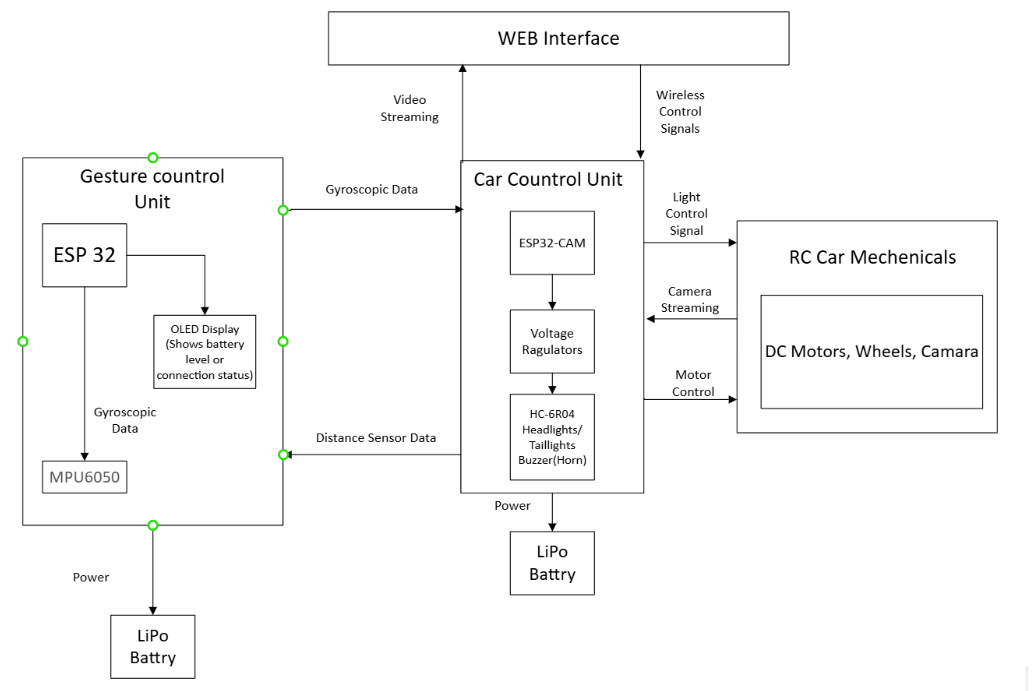 WEB Interface
Video
Streaming
Wireless
Control
Signals
Gesture countrol
Unit
ESP 32
OLED Display
(Shows battery
level or
connection status)
Gyroscopic
Data
MPU6050
Power
LiPo
Battry
Gyroscopic Data
Distance Sensor Data
Car Countrol Unit
ESP32-CAM
Voltage
Ragulators
HC-6R04
Headlights/
Taillights
Buzzer(Horn)
Power
LiPo
Battry
Light
Control
Signal
Camera
Streaming
Motor
Control
RC Car Mechenicals
DC Motors, Wheels, Camara